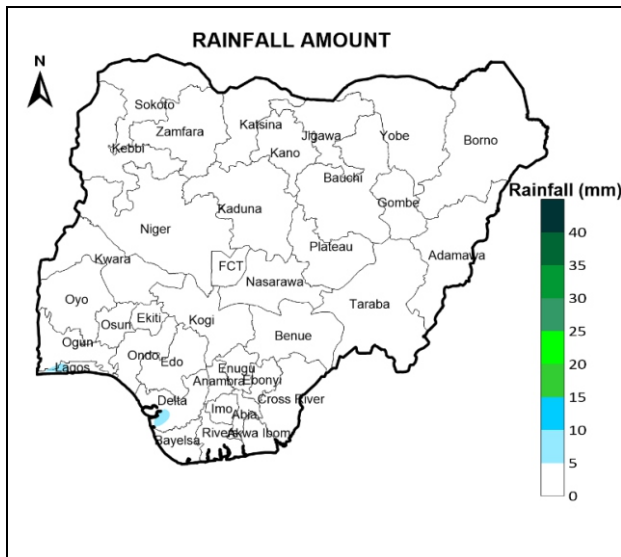 RAINFALL AMOUNT
N
Sokoto
Zamfara
Katsina
Jigawa
Yobe
Borno
Kebbi
Kano
Bauchi
Gombe
Rainfall (mm)
Kaduna
Niger
Plateau
Adamawa
Kwara
FCT
Nasarawa
Taraba
Oyo
Osun
Ekiti
Kogi
Benue
Ogun
Lagos
Ondo
Edo
Enugu
Anambra
Ebonyi
Cross River
Delta
Imo
Abia
Bayelsa
Akwa Ibom
40
35
30
25
20
15
10
5
0